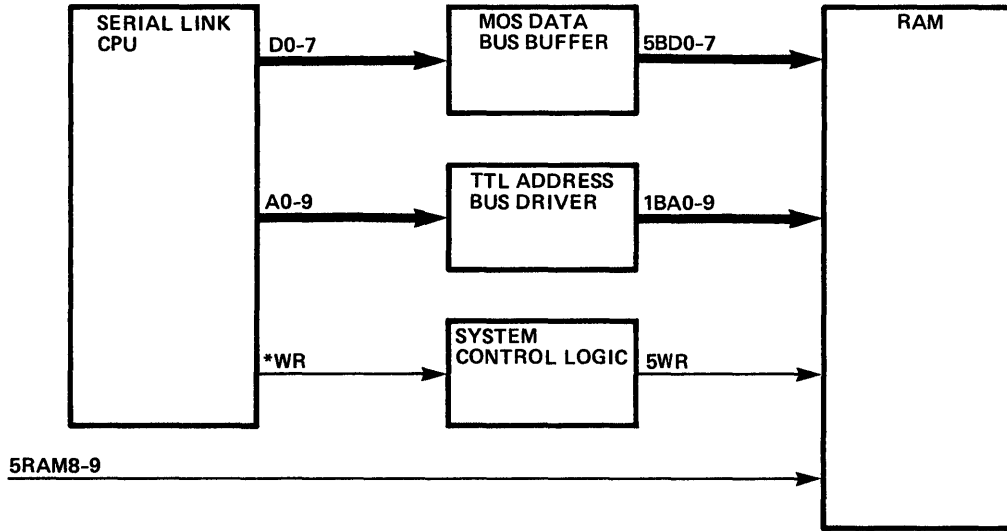 SERIAL LINK
CPU
D0-7
MOS DATA
BUS BUFFER
5BD0-7
RAM
A0-9
TTL ADDRESS
BUS DRIVER
1BA0-9
*WR
SYSTEM
CONTROL LOGIC
5WR
5RAM8-9